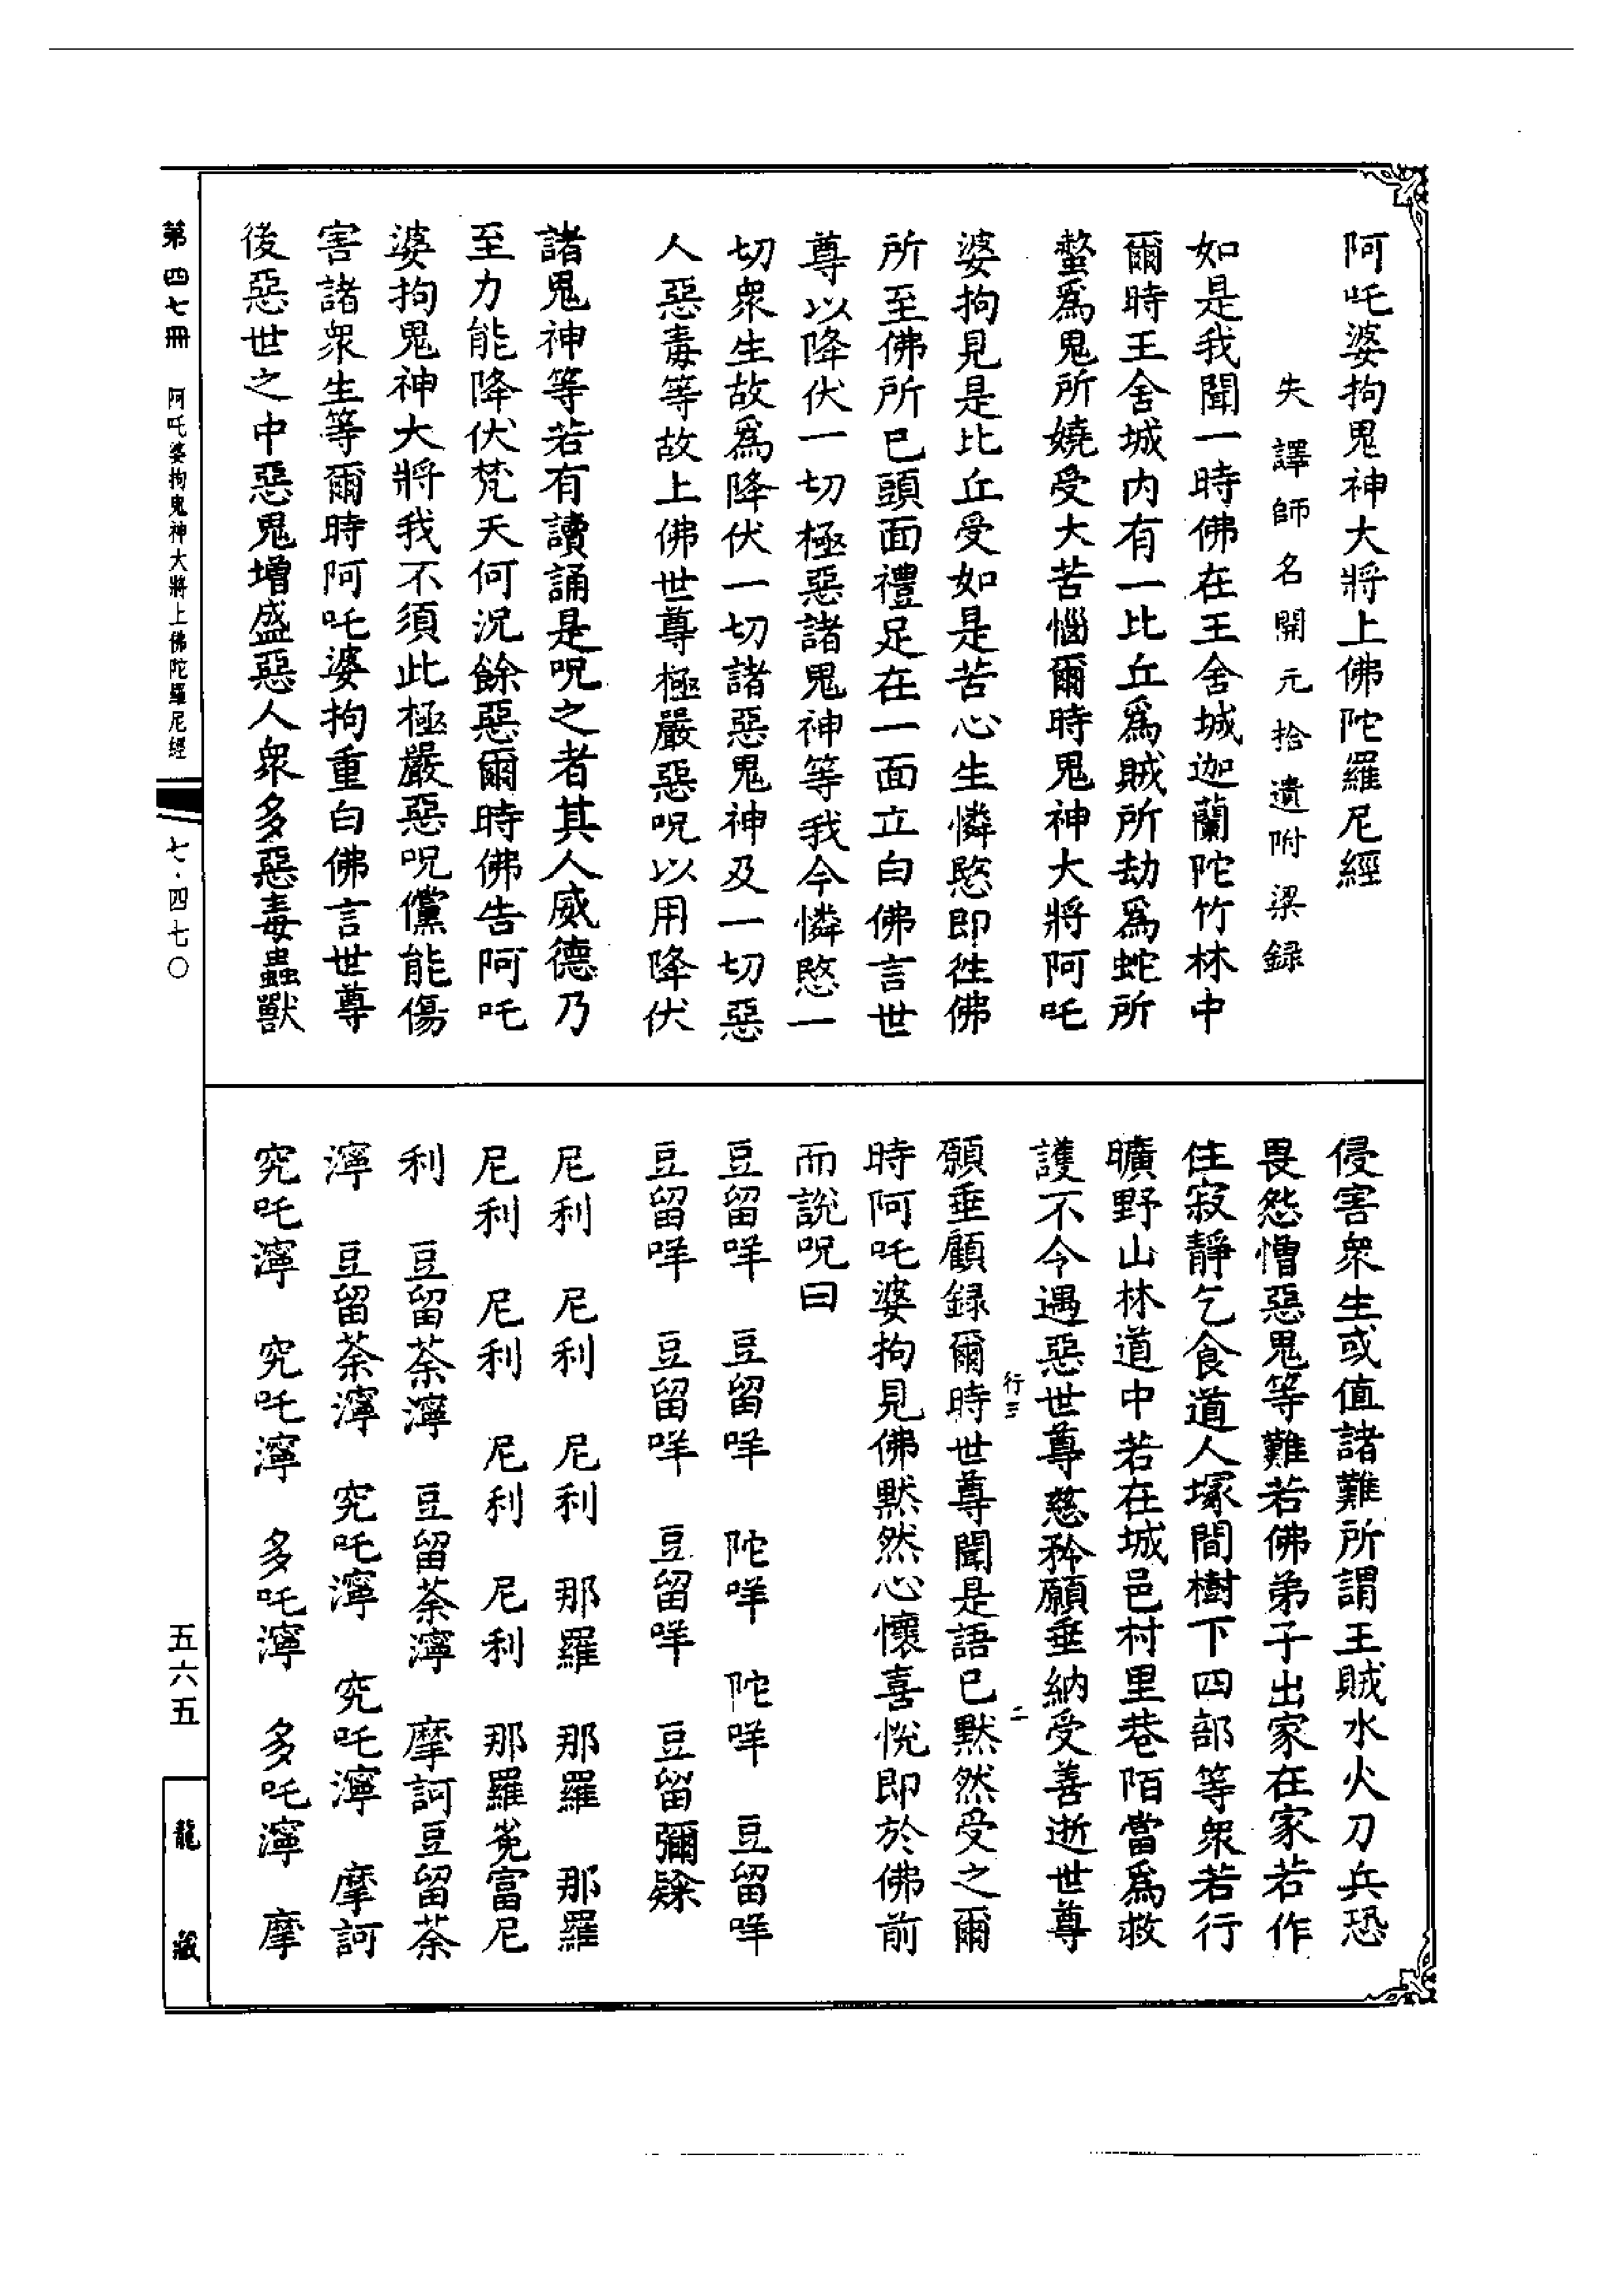 阿吒婆拘鬼神大將上佛陀羅尼經
失譯師名開元拾遺附梁録
如是我聞一時佛在王舍城迦蘭陀竹林中
爾時王舍城内有一比丘爲賊所劫爲蛇所
螫爲鬼所嬈受大苦惱爾時鬼神大將阿吒
婆拘見是比丘受如是苦心生憐愍即徃佛
所至佛所已頭面禮足在一面立白佛言世
尊以降伏一切極惡諸鬼神等我今憐愍一
切衆生故爲降伏一切諸惡鬼神及一切惡
人惡毒等故上佛世尊極嚴惡呪以用降伏
諸鬼神等若有讀誦是呪之者其人威德乃
至力能降伏梵天何況餘惡爾時佛告阿吒
婆拘鬼神大將我不須此極嚴惡呪儻能傷
害諸衆生等爾時阿吒婆拘重白佛言世尊
後惡世之中惡鬼增盛惡人衆多惡毒蟲獸
侵害衆生或值諸難所謂王賊水火刀兵恐
畏怨憎惡鬼等難若佛弟子出家在家若作
住寂靜乞食道人塚間樹下四部等衆若行
曠野山林道中若在城邑村里巷陌當爲救
護不令遇惡世尊慈矜願垂納受善逝世尊
行三
二
願垂顧録爾時世尊聞是語已默然受之爾
時阿吒婆拘見佛默然心懷喜悅即於佛前
而說呪曰
豆留咩 豆留咩 陀咩 陀咩 豆留咩
豆留咩 豆留咩 豆留咩 豆留彌
尼利 尼利 尼利 那羅 那羅 那羅
尼利 尼利 尼利 尼利 那羅 富尼
利 豆留荼濘 豆留荼濘 摩訶豆留荼
濘 豆留荼濘 究吒濘 究吒濘 摩訶
究吒濘 究吒濘 多吒濘 多吒濘 摩
第四七冊 阿吒婆拘鬼神大將上佛陀羅尼經
七·四七〇
五六五
龍藏